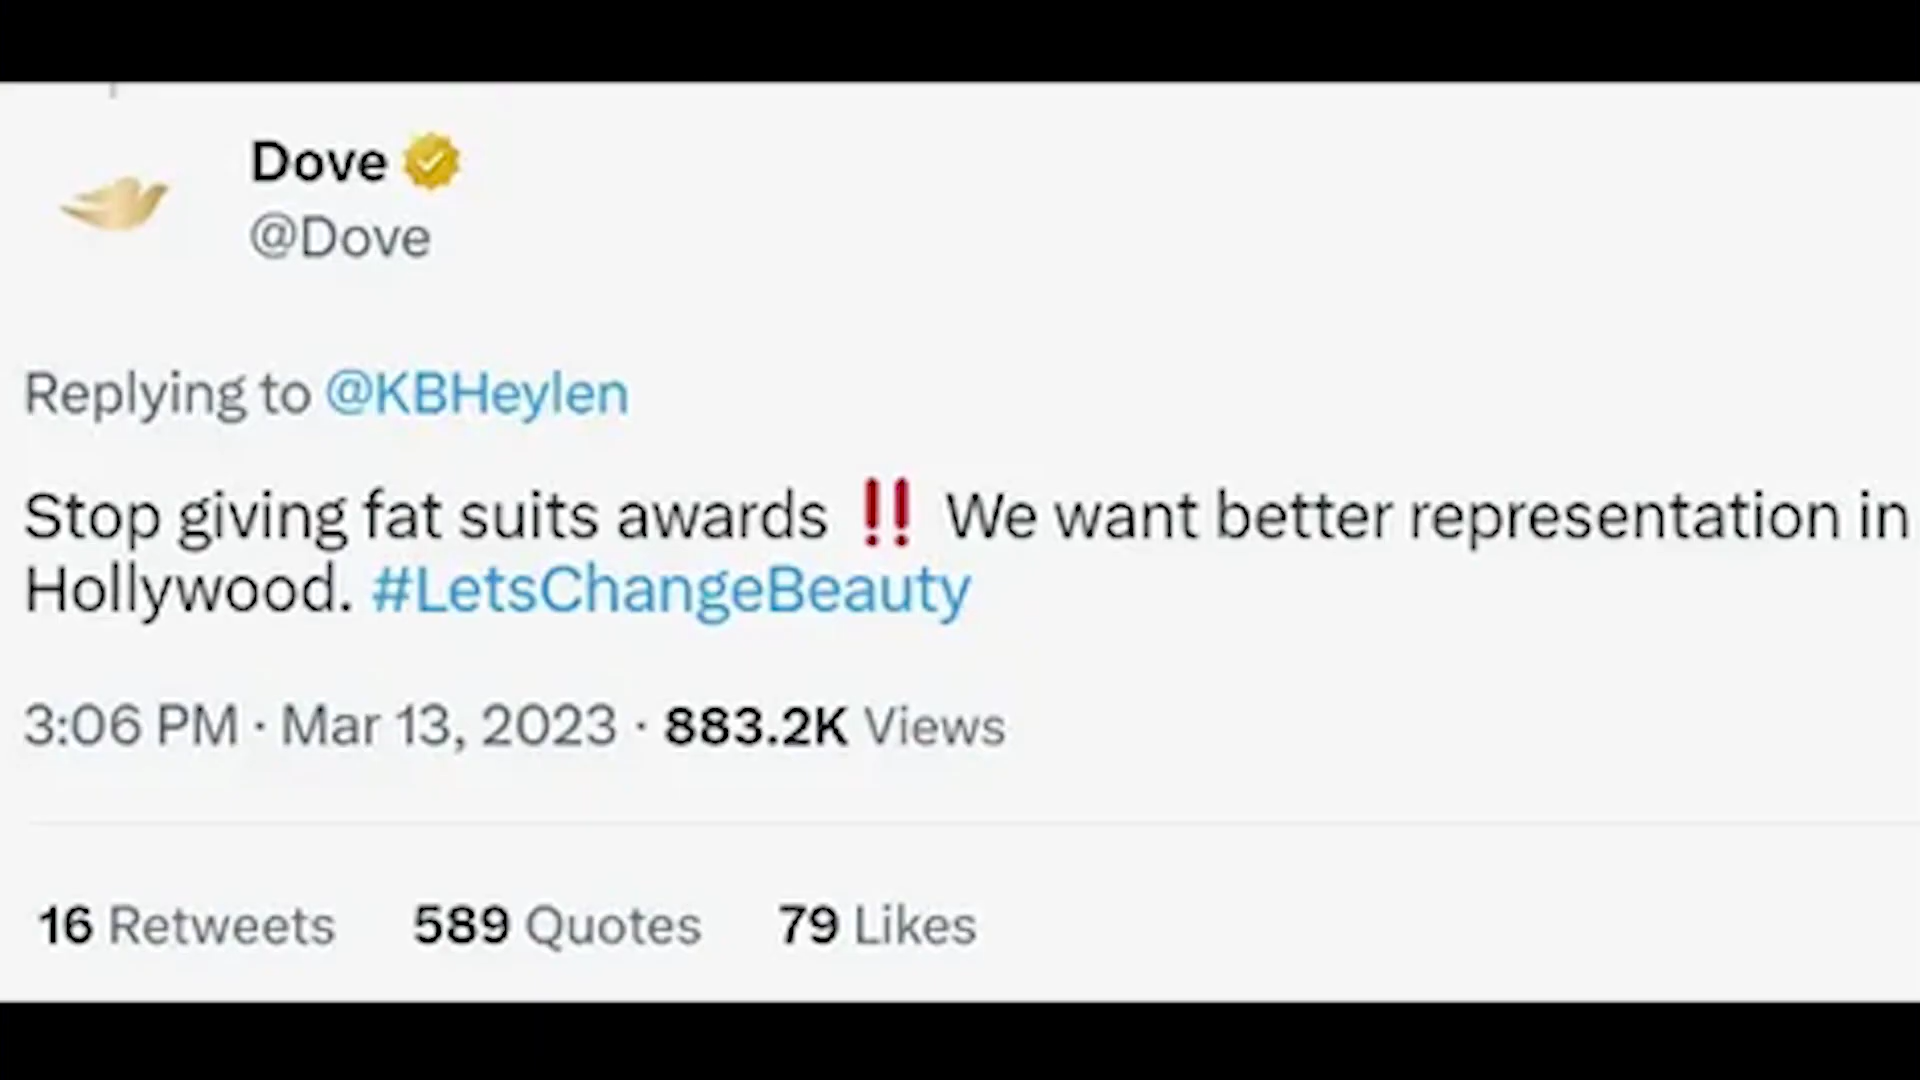 Dove
@Dove
Replying to @KBHeylen
Stop giving fat suits awards ‼️ We want better representation in
Hollywood. #LetsChangeBeauty
3:06 PM · Mar 13, 2023 · 883.2K Views
16 Retweets 589 Quotes 79 Likes